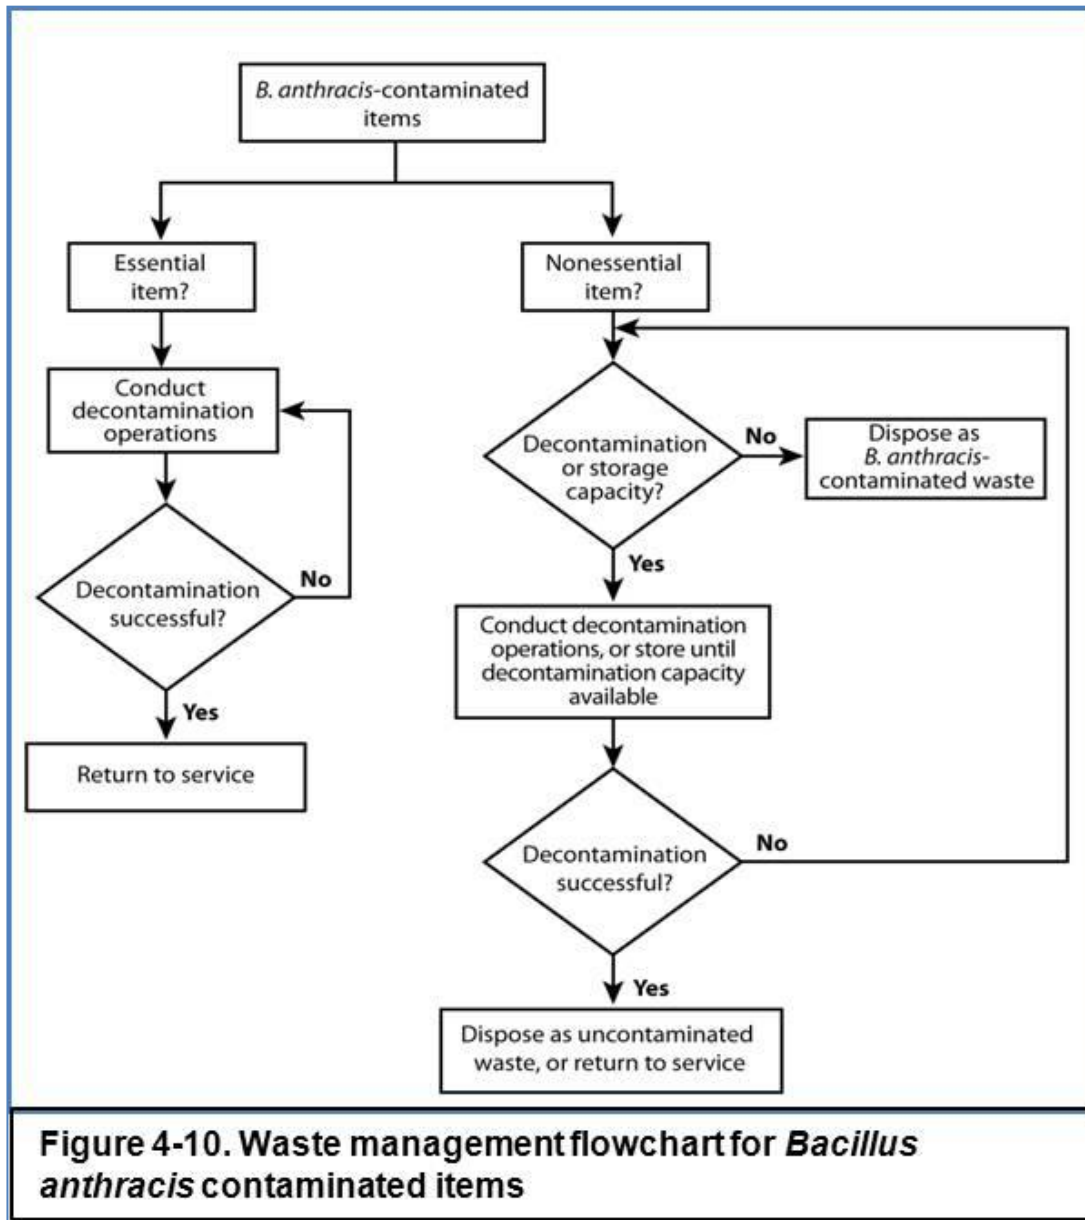 B. anthracis-contaminated
items
Essential
item?
Conduct
decontamination
operations
No
Decontamination
successful?
Yes
Return to service
Nonessential
item?
Decontamination
or storage
capacity?
No
Dispose as
B. anthracis-
contaminated waste
Yes
Conduct decontamination
operations, or store until
decontamination capacity
available
Decontamination
successful?
No
Yes
Dispose as uncontaminated
waste, or return to service
Figure 4-10. Waste management flowchart for Bacillus
anthracis contaminated items